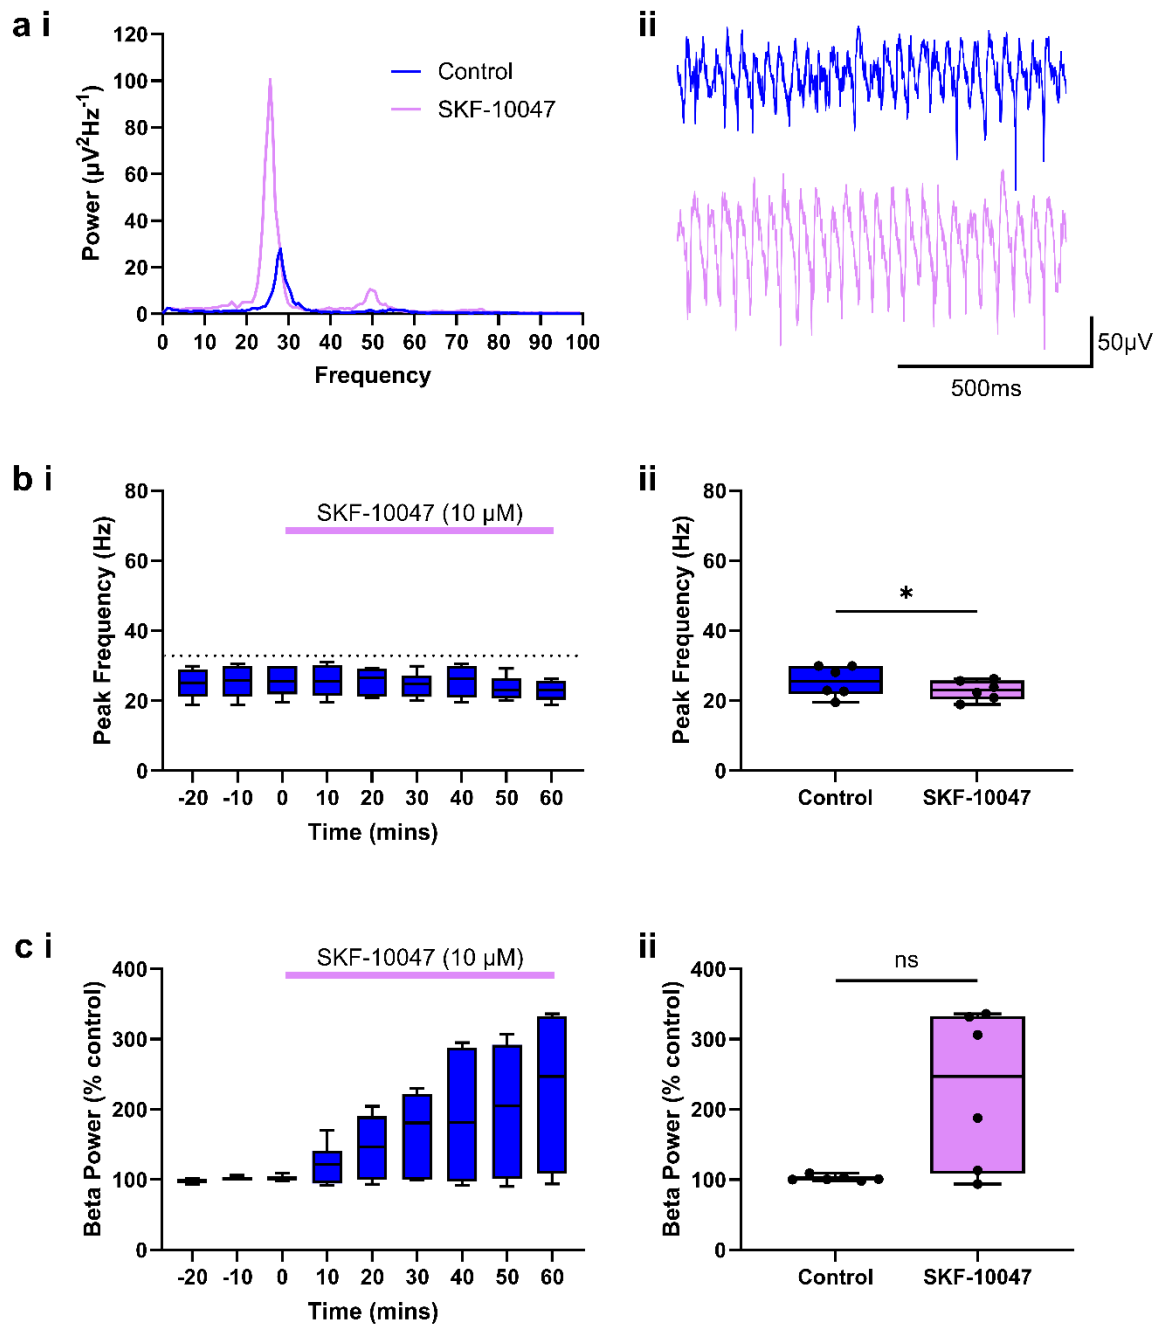 a i
120
100
80
60
40
20
0
Power (µV²Hz⁻¹)
Control
SKF-10047
0 10 20 30 40 50 60 70 80 90 100
Frequency
ii
50µV
500ms
b i
80
60
40
20
0
Peak Frequency (Hz)
SKF-10047 (10 µM)
-20 -10 0 10 20 30 40 50 60
Time (mins)
ii
80
60
40
20
0
Peak Frequency (Hz)
*
Control SKF-10047
c i
400
300
200
100
0
Beta Power (% control)
SKF-10047 (10 µM)
-20 -10 0 10 20 30 40 50 60
Time (mins)
ii
400
300
200
100
0
Beta Power (% control)
ns
Control SKF-10047